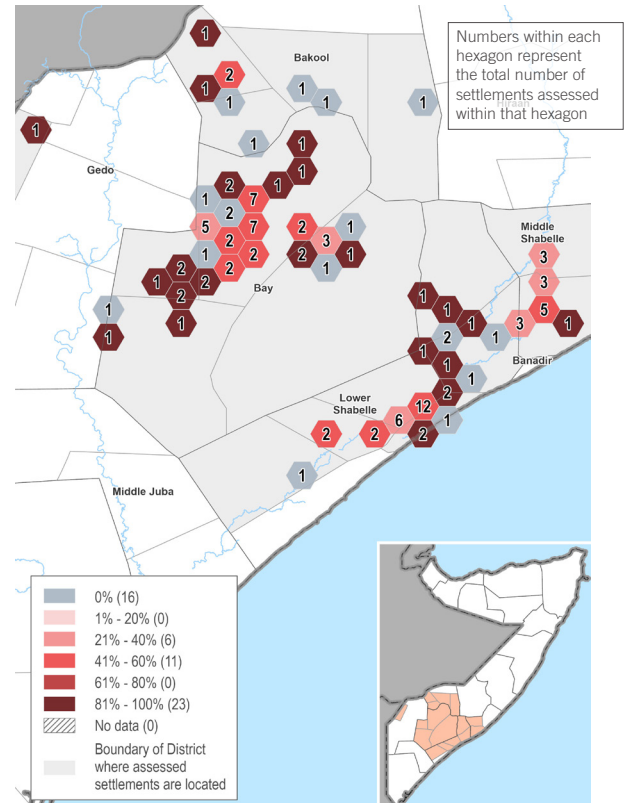 Numbers within each
hexagon represent
the total number of
settlements assessed
within that hexagon
1
Bakool
2
1 1
1 1 1
1
1 1
Gedo
1
2 1
1 7
2
5 7 2 1
Middle
Shabelle
2 3
1 2 2 1 3
2 2 1
1 2 3
Bay
2 1
1 1 5
1 1 3 1
1 2 1
1
Banadir
1
1
2
Lower
Shabelle
12
6 1
2 2 2
1
Middle Juba
0% (16)
1% - 20% (0)
21% - 40% (6)
41% - 60% (11)
61% - 80% (0)
81% - 100% (23)
No data (0)
Boundary of District
where assessed
settlements are located